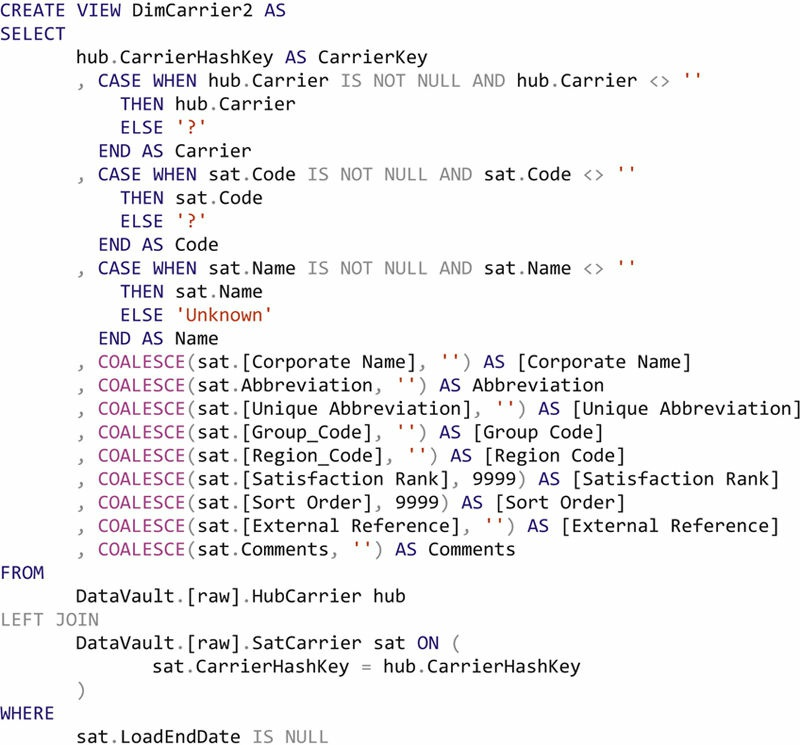 CREATE VIEW DimCarrier2 AS
SELECT
hub.CarrierHashKey AS CarrierKey
, CASE WHEN hub.Carrier IS NOT NULL AND hub.Carrier <> ''
THEN hub.Carrier
ELSE '?'
END AS Carrier
, CASE WHEN sat.Code IS NOT NULL AND sat.Code <> ''
THEN sat.Code
ELSE '?'
END AS Code
, CASE WHEN sat.Name IS NOT NULL AND sat.Name <> ''
THEN sat.Name
ELSE 'Unknown'
END AS Name
, COALESCE(sat.[Corporate Name], '') AS [Corporate Name]
, COALESCE(sat.Abbreviation, '') AS Abbreviation
, COALESCE(sat.[Unique Abbreviation], '') AS [Unique Abbreviation]
, COALESCE(sat.[Group_Code], '') AS [Group Code]
, COALESCE(sat.[Region_Code], '') AS [Region Code]
, COALESCE(sat.[Satisfaction Rank], 9999) AS [Satisfaction Rank]
, COALESCE(sat.[Sort Order], 9999) AS [Sort Order]
, COALESCE(sat.[External Reference], '') AS [External Reference]
, COALESCE(sat.Comments, '') AS Comments
FROM
DataVault.[raw].HubCarrier hub
LEFT JOIN
DataVault.[raw].SatCarrier sat ON (
sat.CarrierHashKey = hub.CarrierHashKey
)
WHERE
sat.LoadEndDate IS NULL